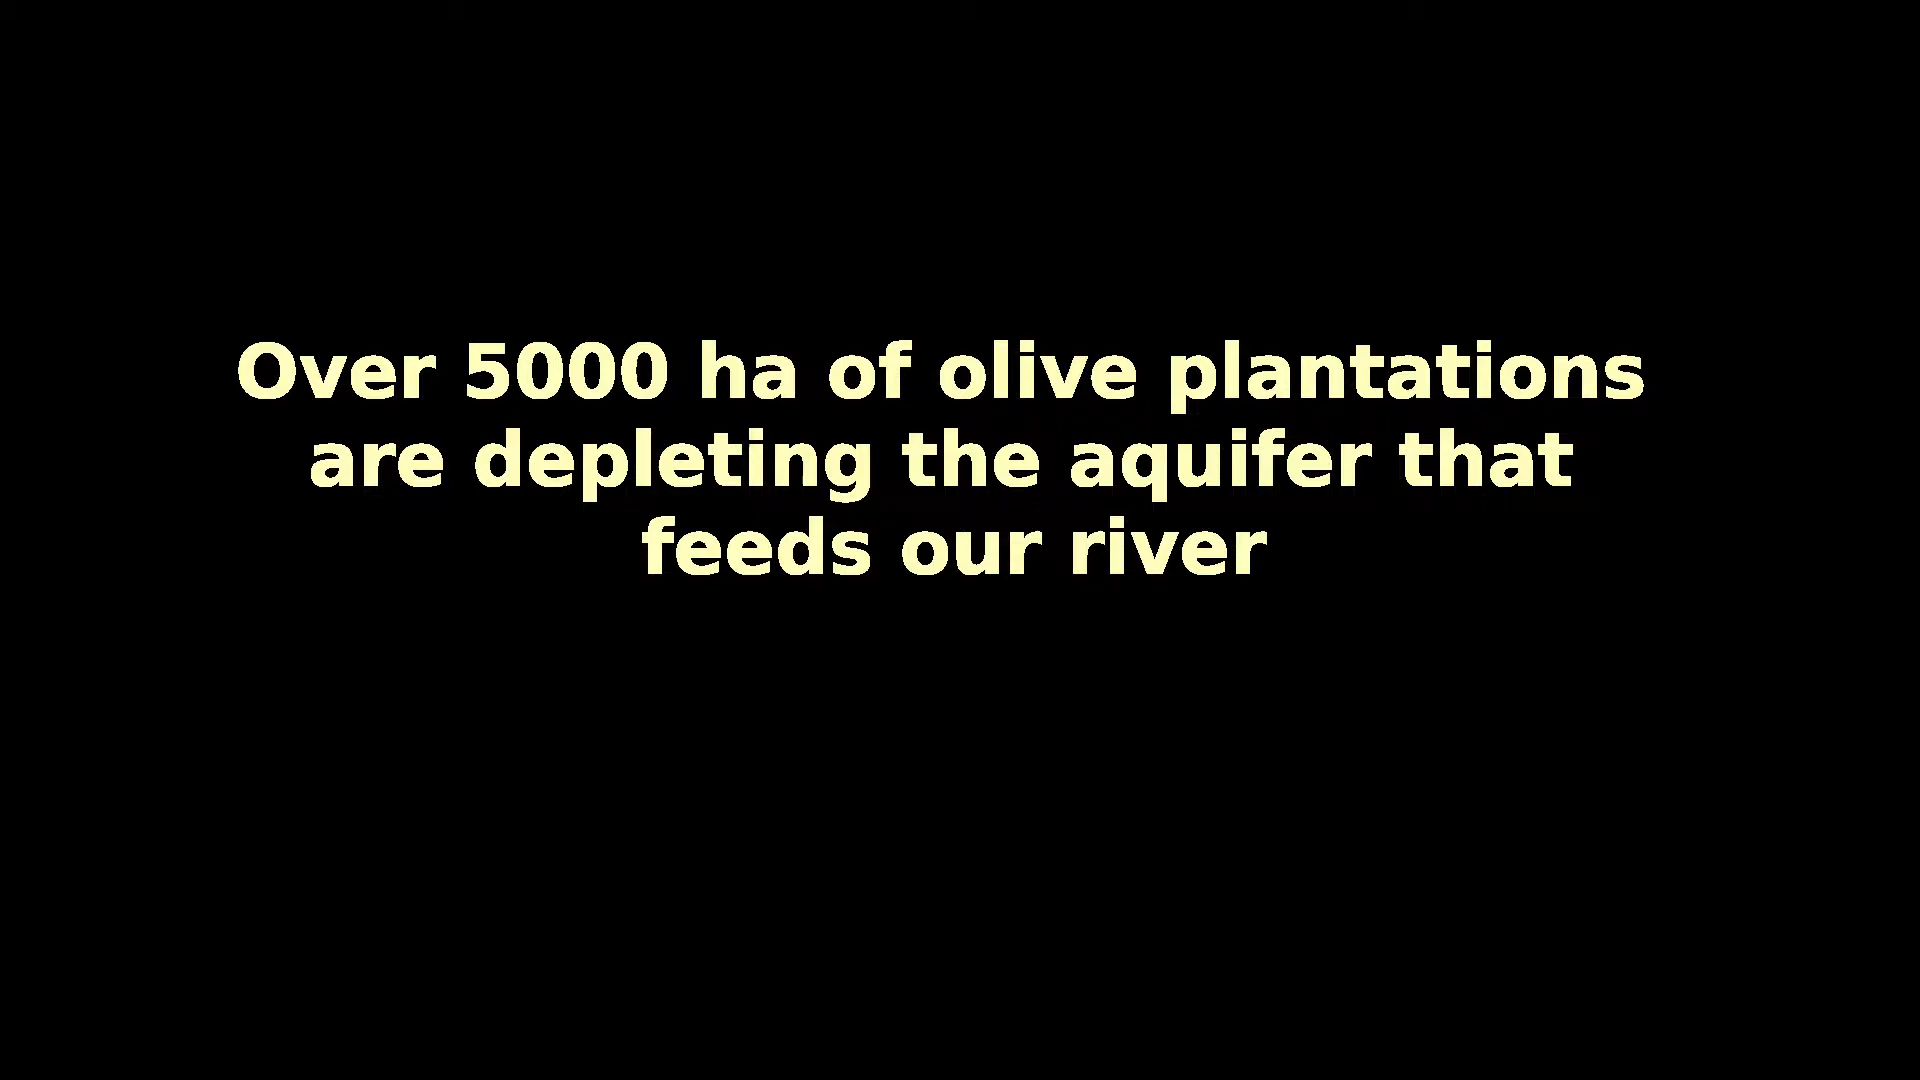 Over 5000 ha of olive plantations
are depleting the aquifer that
feeds our river